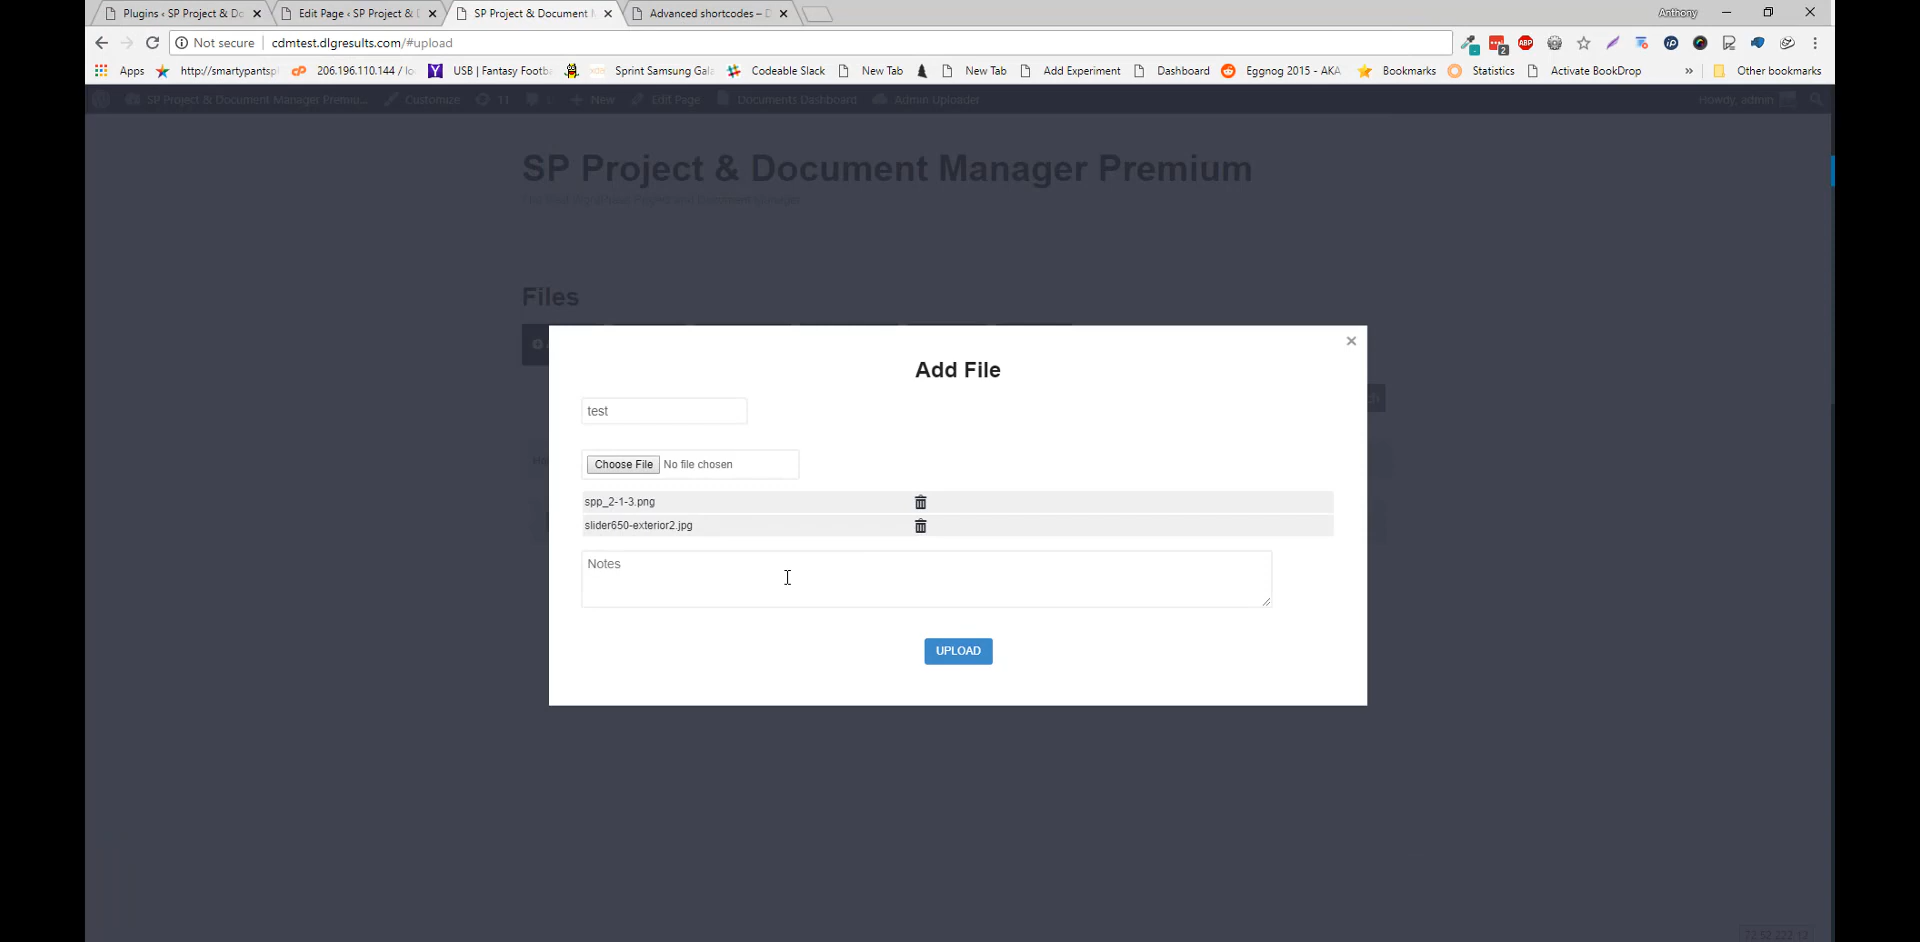 Plugins ‹ SP Project & Do
Edit Page ‹ SP Project &
SP Project & Document
Advanced shortcodes –
Anthony
Not secure
cdmtest.dlgresults.com/#upload
2
ABP
Apps
http://smartypantsp
206.196.110.144 / lo
USB | Fantasy Footb
Sprint Samsung Gal
Codeable Slack
New Tab
New Tab
Add Experiment
Dashboard
Eggnog 2015 - AKA
Bookmarks
Statistics
Activate BookDrop
»
Other bookmarks
SP Project & Document Manager Premiu...
Customize
11
New
Edit Page
Documents Dashboard
Admin Uploader
Howdy, admin
SP Project & Document Manager Premium
Files
×
Add File
test
Choose File No file chosen
spp_2-1-3.png
slider650-exterior2.jpg
Notes
UPLOAD